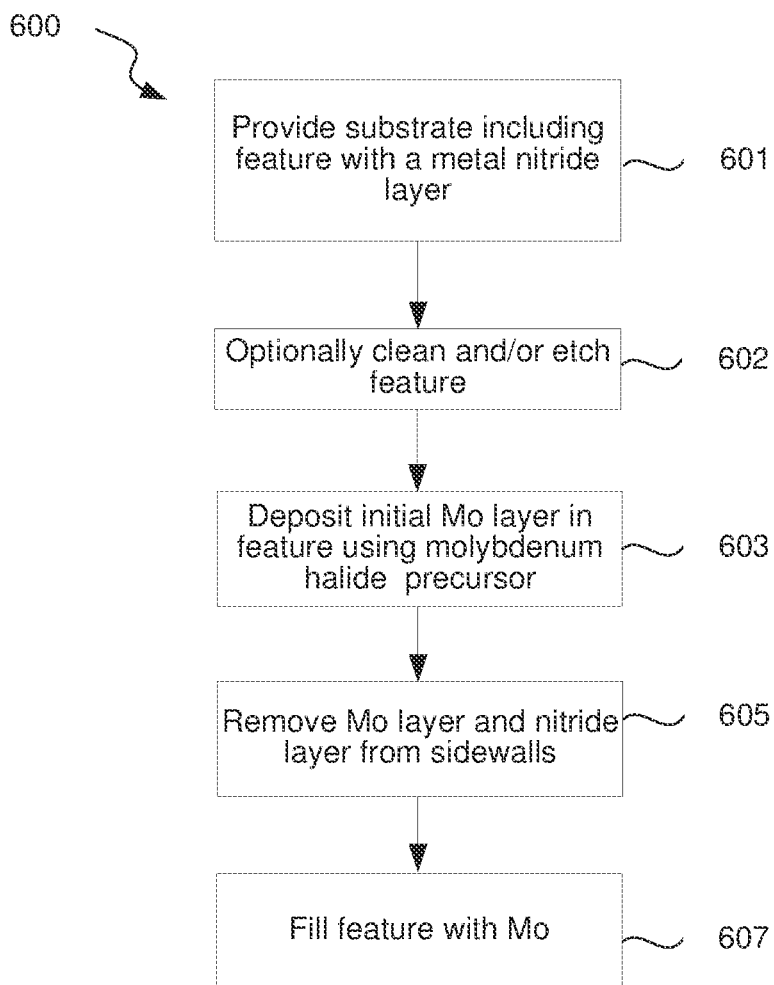 600
Provide substrate including
feature with a metal nitride
layer
601
Optionally clean and/or etch
feature
602
Deposit initial Mo layer in
feature using molybdenum
halide precursor
603
Remove Mo layer and nitride
layer from sidewalls
605
Fill feature with Mo
607